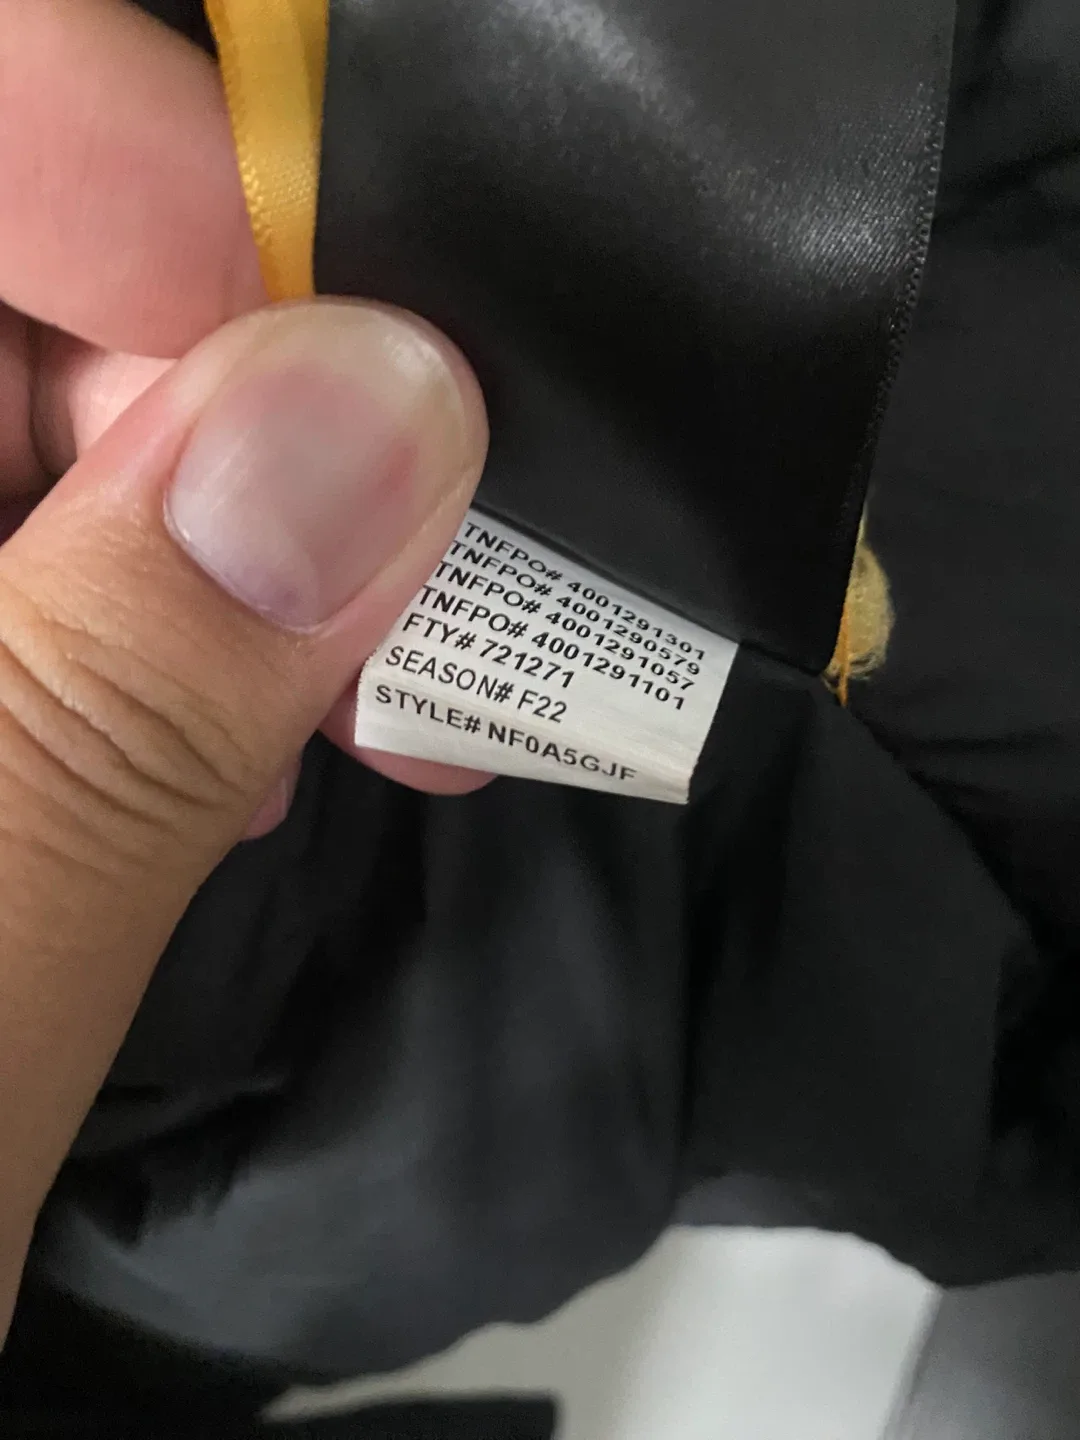 TNFPO# 4001291301
TNFPO# 4001290579
TNFPO# 4001291057
TNFPO# 4001291101
FTY# 721271
SEASON# F22
STYLE# NF0A5GJF